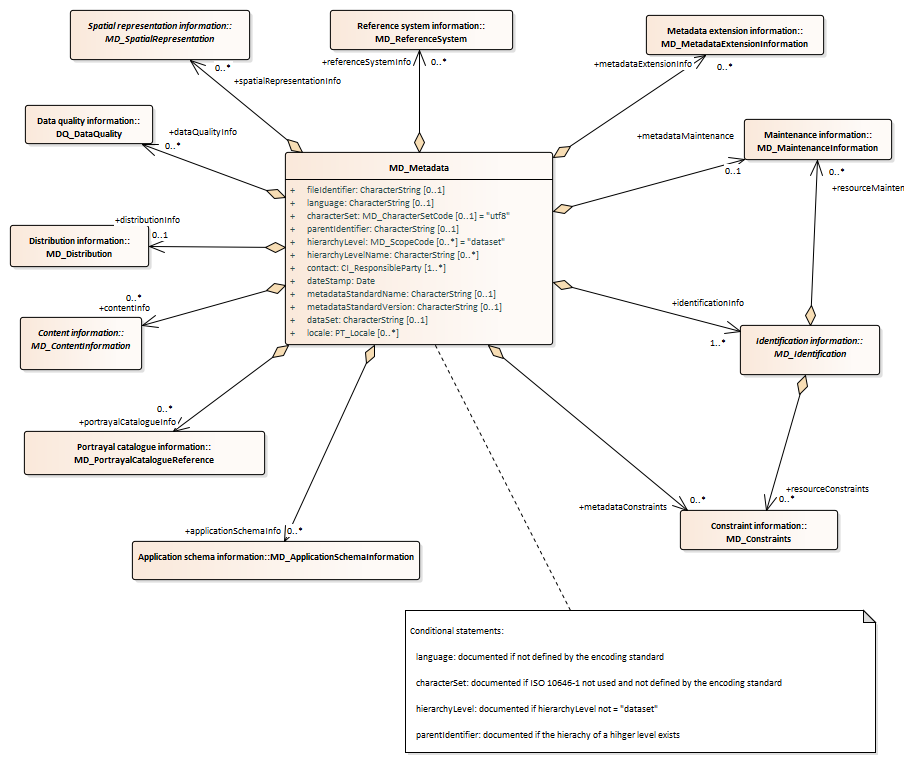 Spatial representation information::
MD_SpatialRepresentation
Reference system information::
MD_ReferenceSystem
Metadata extension information::
MD_MetadataExtensionInformation
0..*
+spatialRepresentationInfo
+referenceSystemInfo
0..*
+metadataExtensionInfo
0..*
Data quality information::
DQ_DataQuality
+dataQualityInfo
0..*
+metadataMaintenance
0..1
Maintenance information::
MD_MaintenanceInformation
0..*
+resourceMainten
MD_Metadata
+ fileIdentifier: CharacterString [0..1]
+ language: CharacterString [0..1]
+ characterSet: MD_CharacterSetCode [0..1] = "utf8"
+ parentIdentifier: CharacterString [0..1]
+ hierarchyLevel: MD_ScopeCode [0..*] = "dataset"
+ hierarchyLevelName: CharacterString [0..*]
+ contact: CI_ResponsibleParty [1..*]
+ dateStamp: Date
+ metadataStandardName: CharacterString [0..1]
+ metadataStandardVersion: CharacterString [0..1]
+ dataSet: CharacterString [0..1]
+ locale: PT_Locale [0..*]
+distributionInfo
0..1
Distribution information::
MD_Distribution
0..*
+contentInfo
Content information::
MD_ContentInformation
+identificationInfo
1..*
Identification information::
MD_Identification
0..*
+portrayalCatalogueInfo
Portrayal catalogue information::
MD_PortrayalCatalogueReference
+applicationSchemaInfo
0..*
Application schema information::MD_ApplicationSchemaInformation
+metadataConstraints
0..*
+resourceConstraints
0..*
Constraint information::
MD_Constraints
Conditional statements:
language: documented if not defined by the encoding standard
characterSet: documented if ISO 10646-1 not used and not defined by the encoding standard
hierarchyLevel: documented if hierarchyLevel not = "dataset"
parentIdentifier: documented if the hierachy of a hihger level exists